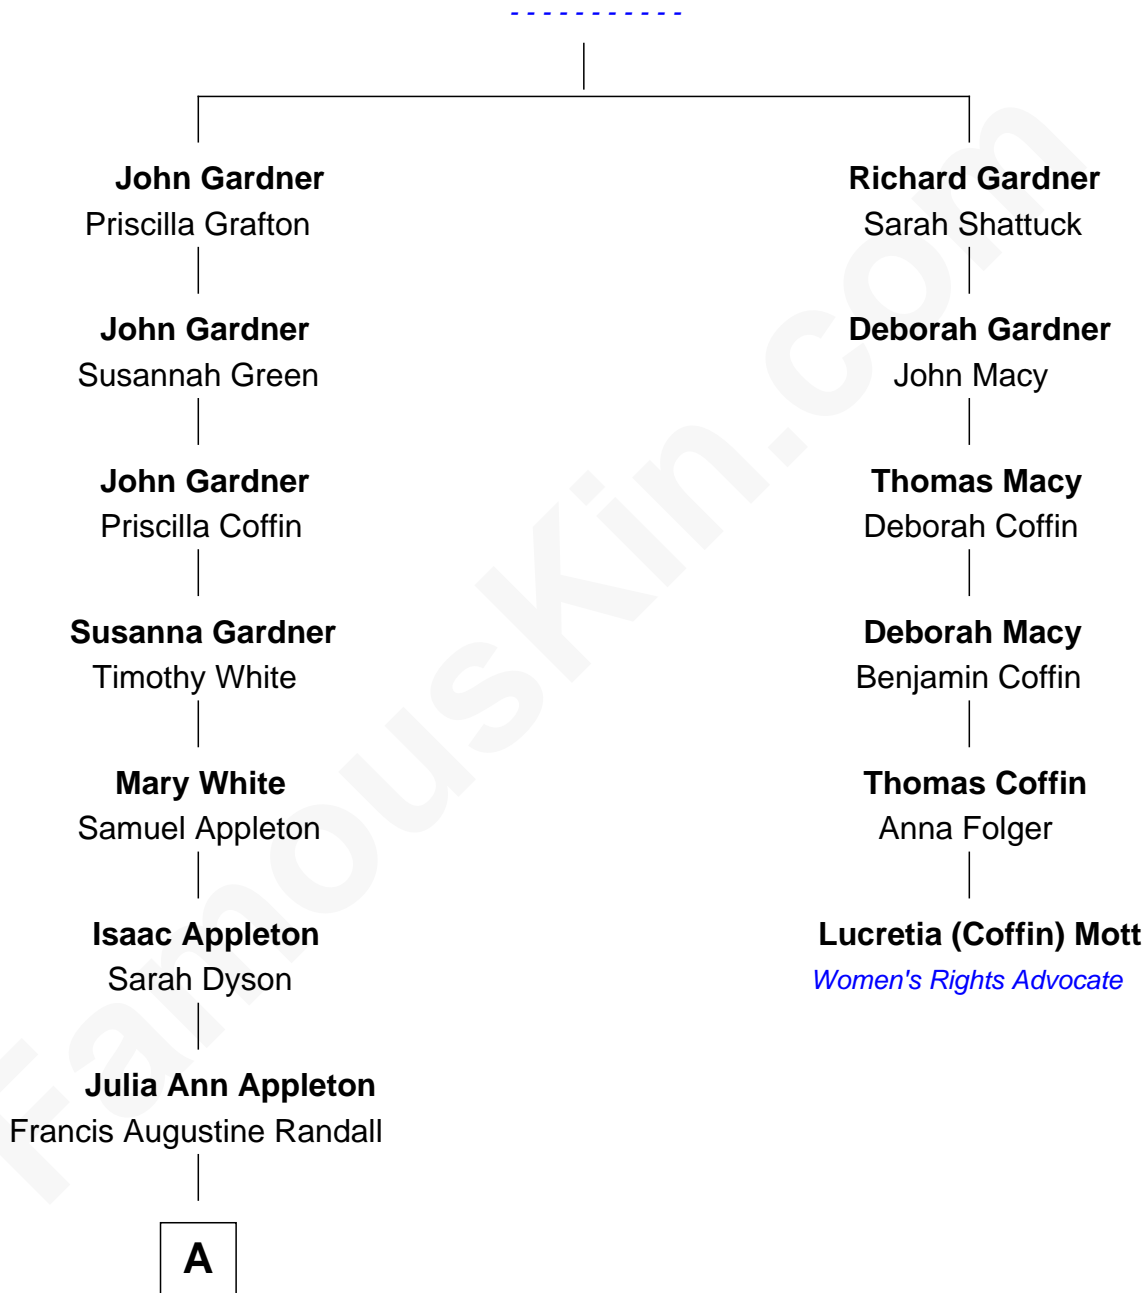 - - - - - - - - - - -
John Gardner
Priscilla Grafton
Richard Gardner
Sarah Shattuck
John Gardner
Susannah Green
Deborah Gardner
John Macy
John Gardner
Priscilla Coffin
Thomas Macy
Deborah Coffin
Susanna Gardner
Timothy White
Deborah Macy
Benjamin Coffin
Mary White
Samuel Appleton
Thomas Coffin
Anna Folger
Isaac Appleton
Sarah Dyson
Lucretia (Coffin) Mott
Women's Rights Advocate
Julia Ann Appleton
Francis Augustine Randall
A
FamousKin.com